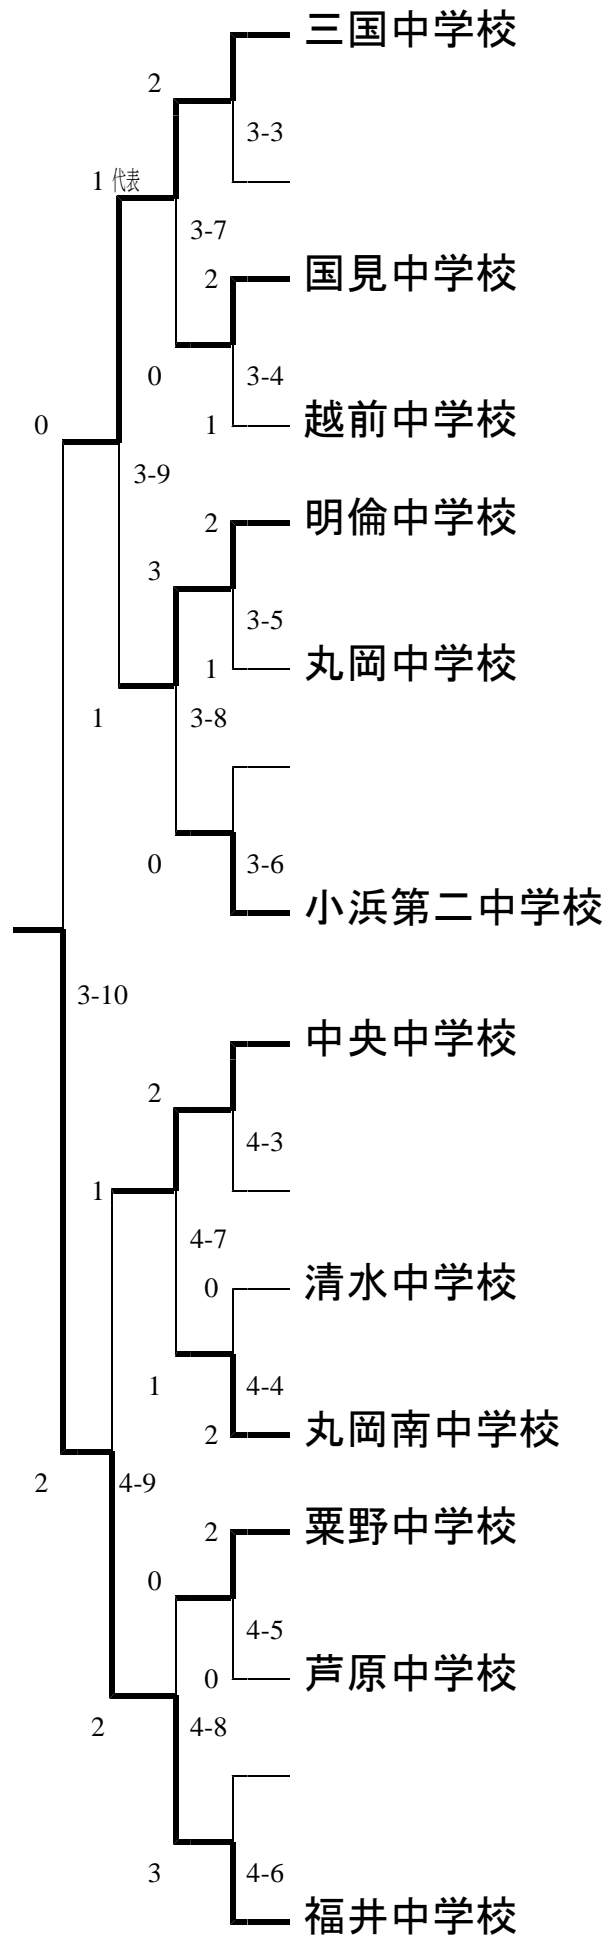 三国中学校
2
3-3
1 代表
3-7
2 国見中学校
0 3-4
0 1 越前中学校
3-9
2 明倫中学校
3
3-5
1 丸岡中学校
1 3-8
0 3-6
小浜第二中学校
3-10
中央中学校
2
4-3
1
4-7
0 清水中学校
1 4-4
2 丸岡南中学校
2 4-9
2 粟野中学校
0
4-5
0 芦原中学校
2 4-8
3 4-6
福井中学校